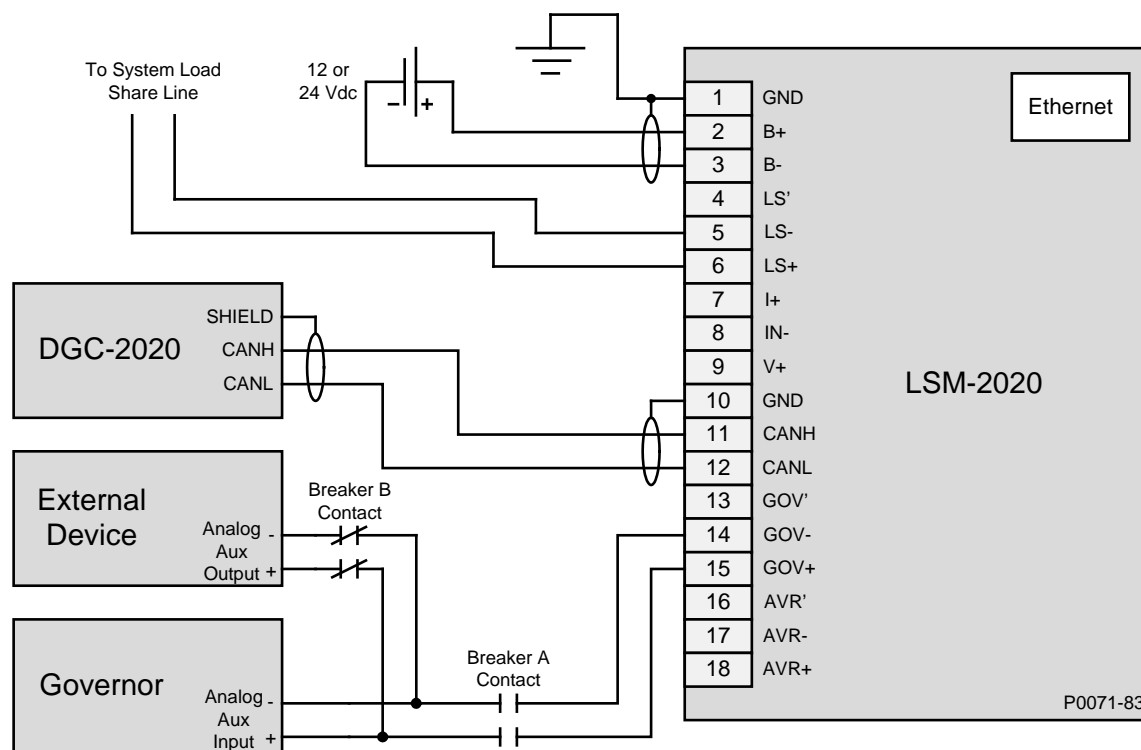 To System Load
Share Line
12 or
24 Vdc
− +
Ethernet
LSM-2020
1 GND
2 B+
3 B-
4 LS’
5 LS-
6 LS+
7 I+
8 IN-
9 V+
10 GND
11 CANH
12 CANL
13 GOV’
14 GOV-
15 GOV+
16 AVR’
17 AVR-
18 AVR+
P0071-83
DGC-2020
SHIELD
CANH
CANL
External
Device
Analog -
Aux
Output +
Breaker B
Contact
Governor
Analog -
Aux
Input +
Breaker A
Contact